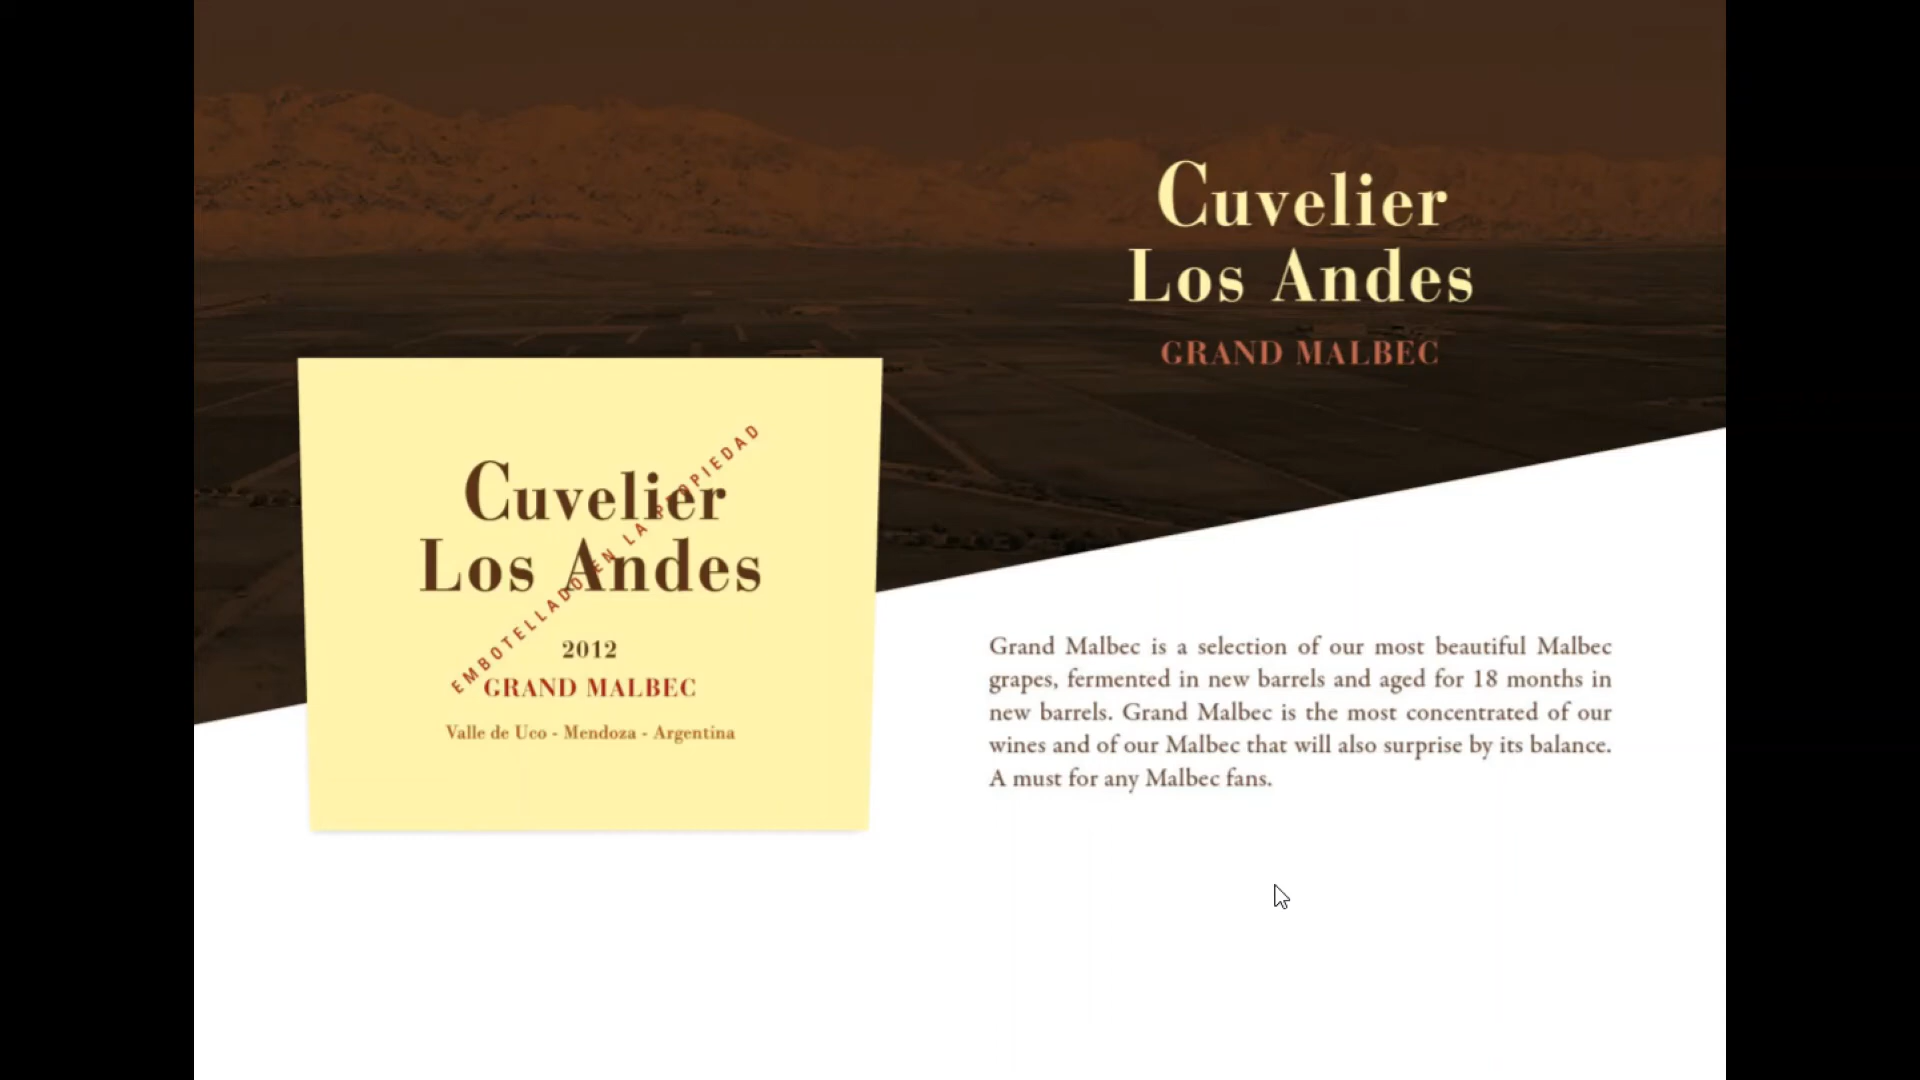 Cuvelier
Los Andes
GRAND MALBEC
Cuvelier
Los Andes
EMBOTELLADO EN LA PROPIEDAD
2012
GRAND MALBEC
Valle de Uco - Mendoza - Argentina
Grand Malbec is a selection of our most beautiful Malbec
grapes, fermented in new barrels and aged for 18 months in
new barrels. Grand Malbec is the most concentrated of our
wines and of our Malbec that will also surprise by its balance.
A must for any Malbec fans.